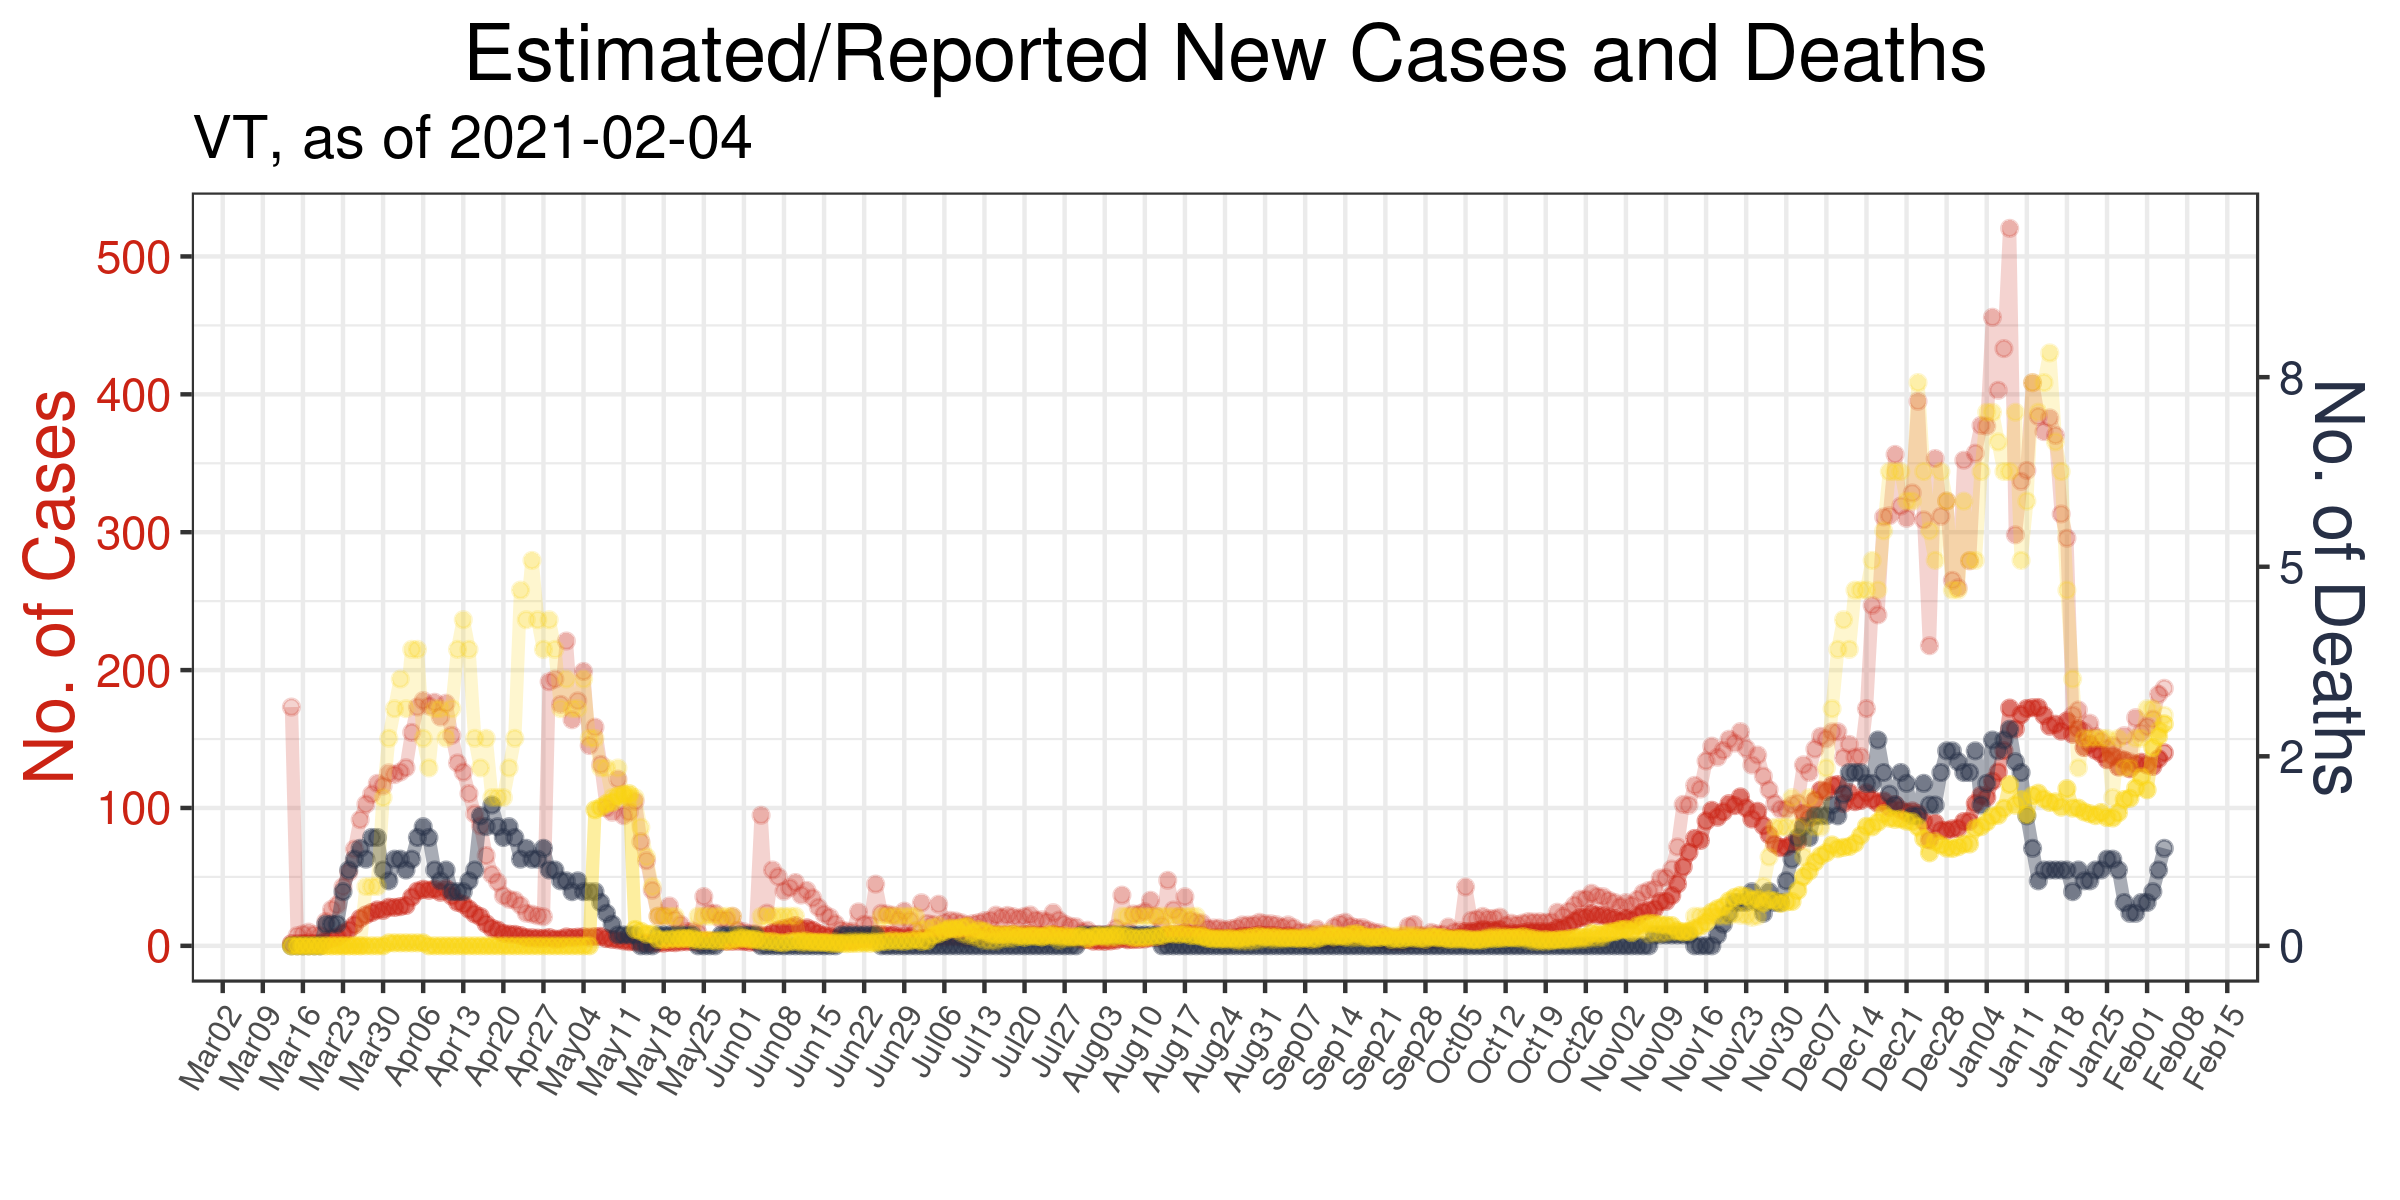 Estimated/Reported New Cases and Deaths
VT, as of 2021-02-04
No. of Cases
500
400
300
200
100
0
No. of Deaths
8
5
2
0
Mar02
Mar09
Mar16
Mar23
Mar30
Apr06
Apr13
Apr20
Apr27
May04
May11
May18
May25
Jun01
Jun08
Jun15
Jun22
Jun29
Jul06
Jul13
Jul20
Jul27
Aug03
Aug10
Aug17
Aug24
Aug31
Sep07
Sep14
Sep21
Sep28
Oct05
Oct12
Oct19
Oct26
Nov02
Nov09
Nov16
Nov23
Nov30
Dec07
Dec14
Dec21
Dec28
Jan04
Jan11
Jan18
Jan25
Feb01
Feb08
Feb15